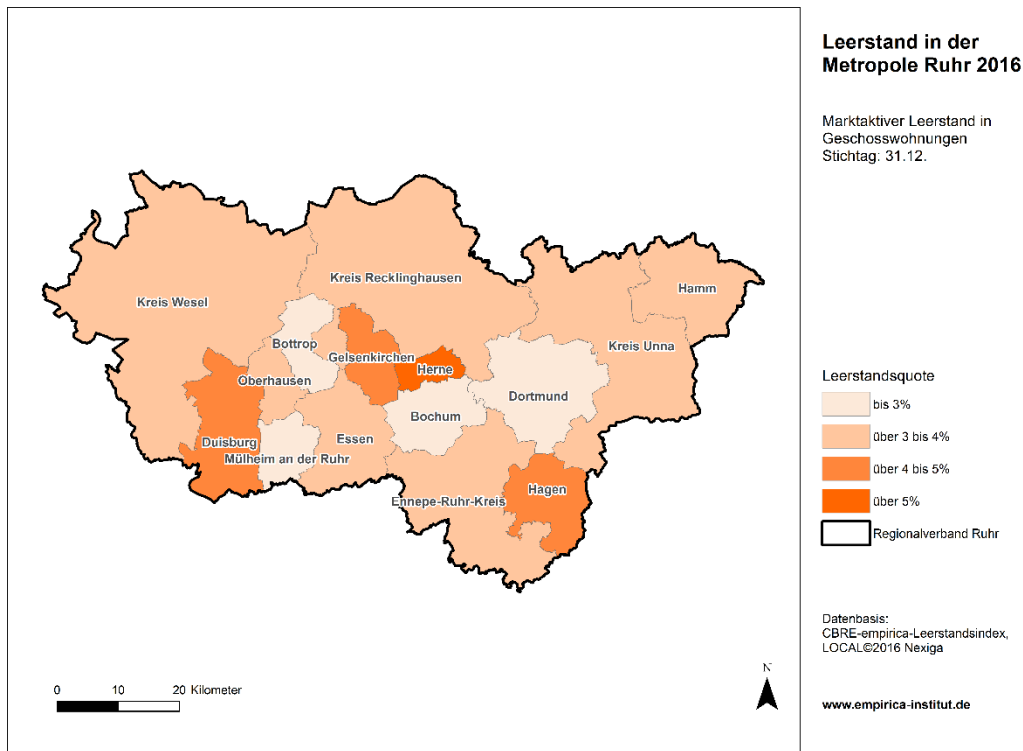 Leerstand in der
Metropole Ruhr 2016
Marktaktiver Leerstand in
Geschosswohnungen
Stichtag: 31.12.
Kreis Recklinghausen
Hamm
Kreis Wesel
Bottrop
Kreis Unna
Gelsenkirchen
Herne
Oberhausen
Dortmund
Bochum
Essen
Duisburg
Mülheim an der Ruhr
Hagen
Ennepe-Ruhr-Kreis
Leerstandsquote
bis 3%
über 3 bis 4%
über 4 bis 5%
über 5%
Regionalverband Ruhr
Datenbasis:
CBRE-empirica-Leerstandsindex,
LOCAL©2016 Nexiga
www.empirica-institut.de
N
0 10 20 Kilometer